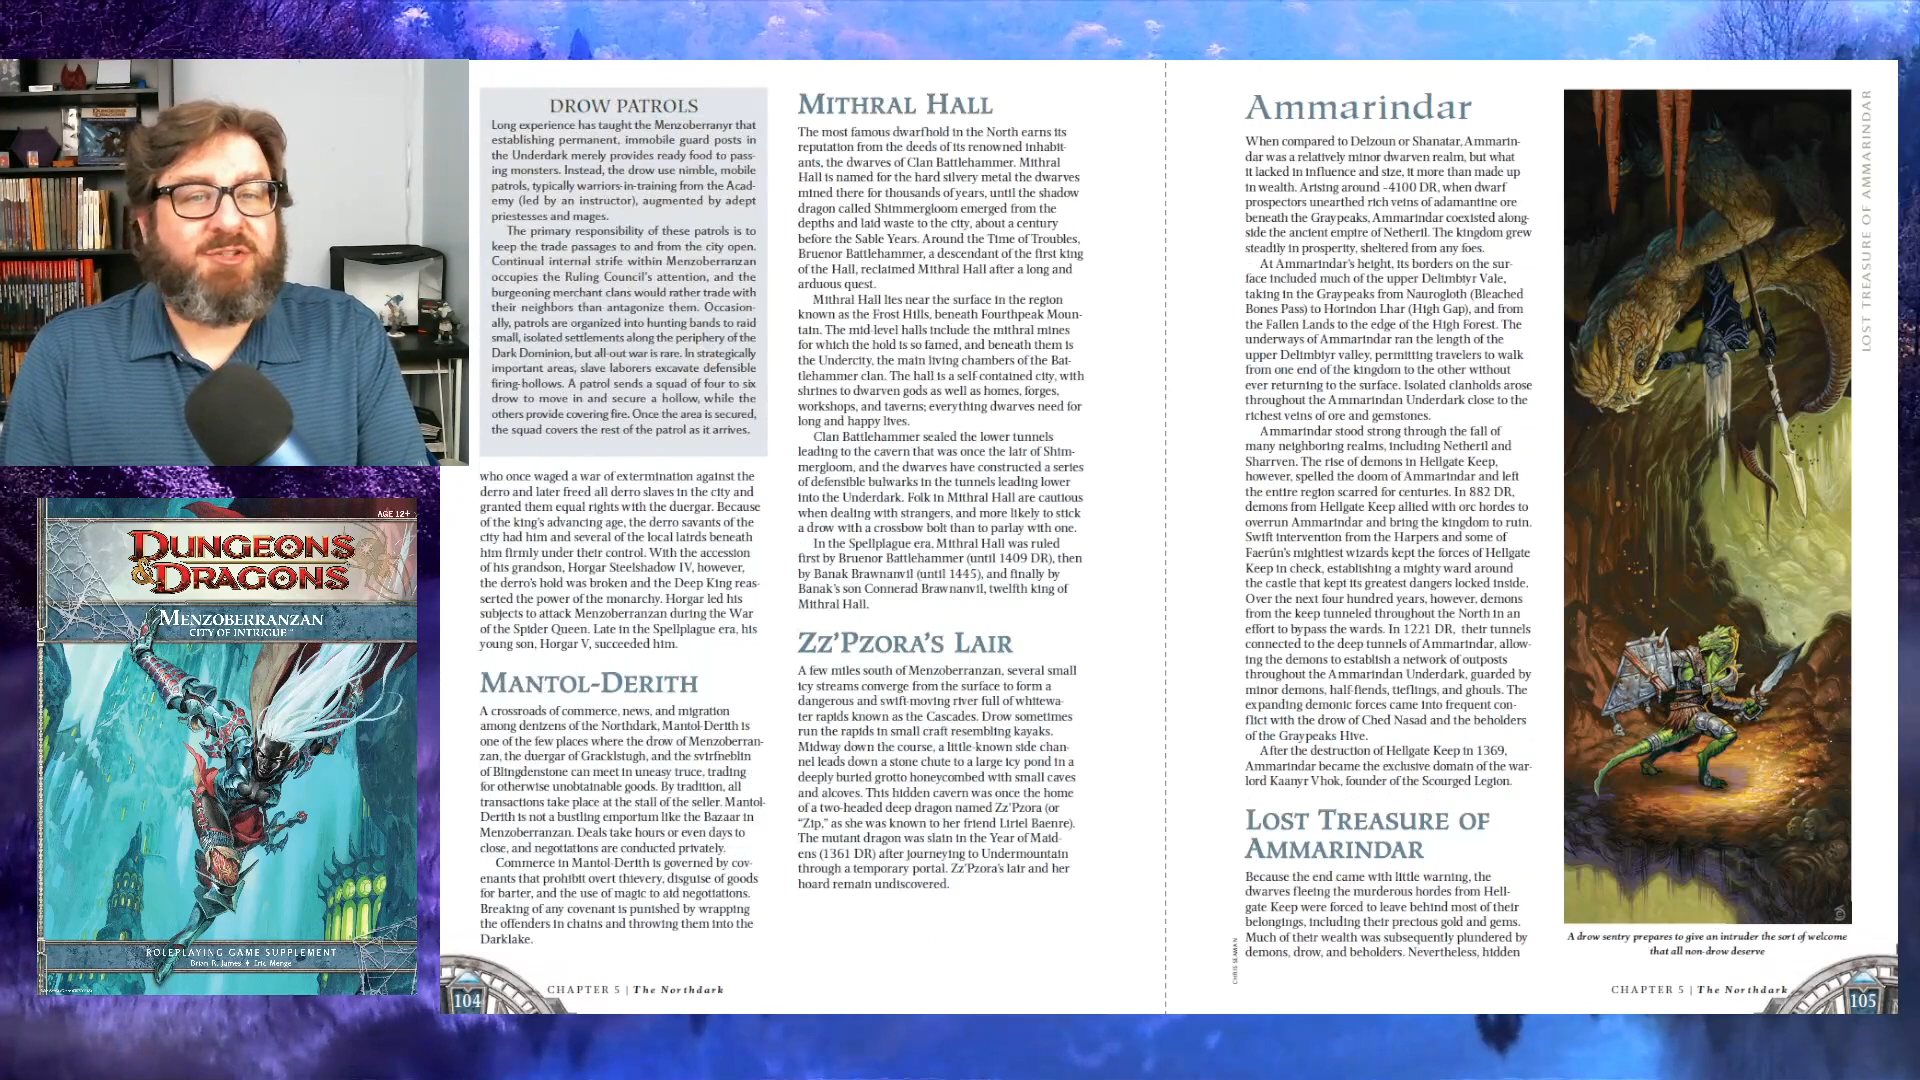 DROW PATROLS
Long experience has taught the Menzoberranyr that
establishing permanent, immobile guard posts in
the Underdark merely provides ready food to pass-
ing monsters. Instead, the drow use nimble, mobile
patrols, typically warriors-in-training from the Acad-
emy (led by an instructor), augmented by adept
priestesses and mages.
The primary responsibility of these patrols is to
keep the trade passages to and from the city open.
Continual internal strife within Menzoberranzan
occupies the Ruling Council's attention, and the
burgeoning merchant clans would rather trade with
their neighbors than antagonize them. Occasion-
ally, patrols are organized into hunting bands to raid
small, isolated settlements along the periphery of the
Dark Dominion, but all-out war is rare. In strategically
important areas, slave laborers excavate defensible
firing-hollows. A patrol sends a squad of four to six
drow to move in and secure a hollow, while the
others provide covering fire. Once the area is secured,
the squad covers the rest of the patrol as it arrives.
who once waged a war of extermination against the
derro and later freed all derro slaves in the city and
granted them equal rights with the duergar. Because
of the king's advancing age, the derro savants of the
city had him and several of the local lairds beneath
him firmly under their control. With the accession
of his grandson, Horgar Steelshadow IV, however,
the derro's hold was broken and the Deep King reas-
serted the power of the monarchy. Horgar led his
subjects to attack Menzoberranzan during the War
of the Spider Queen. Late in the Spellplague era, his
young son, Horgar V, succeeded him.
MANTOL-DERITH
A crossroads of commerce, news, and migration
among denizens of the Northdark, Mantol-Derith is
one of the few places where the drow of Menzoberran-
zan, the duergar of Gracklstugh, and the svirfneblin
of Blingdenstone can meet in uneasy truce, trading
for otherwise unobtainable goods. By tradition, all
transactions take place at the stall of the seller. Mantol-
Derith is not a bustling emporium like the Bazaar in
Menzoberranzan. Deals take hours or even days to
close, and negotiations are conducted privately.
Commerce in Mantol-Derith is governed by cov-
enants that prohibit overt thievery, disguise of goods
for barter, and the use of magic to aid negotiations.
Breaking of any covenant is punished by wrapping
the offenders in chains and throwing them into the
Darklake.
MITHRAL HALL
The most famous dwarfhold in the North earns its
reputation from the deeds of its renowned inhabit-
ants, the dwarves of Clan Battlehammer. Mithral
Hall is named for the hard silvery metal the dwarves
mined there for thousands of years, until the shadow
dragon called Shimmergloom emerged from the
depths and laid waste to the city, about a century
before the Sable Years. Around the Time of Troubles,
Bruenor Battlehammer, a descendant of the first king
of the Hall, reclaimed Mithral Hall after a long and
arduous quest.
Mithral Hall lies near the surface in the region
known as the Frost Hills, beneath Fourthpeak Moun-
tain. The mid-level halls include the mithral mines
for which the hold is so famed, and beneath them is
the Undercity, the main living chambers of the Bat-
tlehammer clan. The hall is a self-contained city, with
shrines to dwarven gods as well as homes, forges,
workshops, and taverns; everything dwarves need for
long and happy lives.
Clan Battlehammer sealed the lower tunnels
leading to the cavern that was once the lair of Shim-
mergloom, and the dwarves have constructed a series
of defensible bulwarks in the tunnels leading lower
into the Underdark. Folk in Mithral Hall are cautious
when dealing with strangers, and more likely to stick
a drow with a crossbow bolt than to parlay with one.
In the Spellplague era, Mithral Hall was ruled
first by Bruenor Battlehammer (until 1409 DR), then
by Banak Brawnanvil (until 1445), and finally by
Banak's son Connerad Brawnanvil, twelfth king of
Mithral Hall.
ZZ'PZORA'S LAIR
A few miles south of Menzoberranzan, several small
icy streams converge from the surface to form a
dangerous and swift-moving river full of whitewa-
ter rapids known as the Cascades. Drow sometimes
run the rapids in small craft resembling kayaks.
Midway down the course, a little-known side chan-
nel leads down a stone chute to a large icy pond in a
deeply buried grotto honeycombed with small caves
and alcoves. This hidden cavern was once the home
of a two-headed deep dragon named Zz'Pzora (or
"Zip," as she was known to her friend Liriel Baenre).
The mutant dragon was slain in the Year of Maid-
ens (1361 DR) after journeying to Undermountain
through a temporary portal. Zz'Pzora's lair and her
hoard remain undiscovered.
104
CHAPTER 5 | The Northdark
Ammarindar
When compared to Delzoun or Shanatar, Ammarin-
dar was a relatively minor dwarven realm, but what
it lacked in influence and size, it more than made up
in wealth. Arising around -4100 DR, when dwarf
prospectors unearthed rich veins of adamantine ore
beneath the Graypeaks, Ammarindar coexisted along-
side the ancient empire of Netheril. The kingdom grew
steadily in prosperity, sheltered from any foes.
At Ammarindar's height, its borders on the sur-
face included much of the upper Delimbiyr Vale,
taking in the Graypeaks from Naurogloth (Bleached
Bones Pass) to Horindon Lhar (High Gap), and from
the Fallen Lands to the edge of the High Forest. The
underways of Ammarindar ran the length of the
upper Delimbiyr valley, permitting travelers to walk
from one end of the kingdom to the other without
ever returning to the surface. Isolated clanholds arose
throughout the Ammarindan Underdark close to the
richest veins of ore and gemstones.
Ammarindar stood strong through the fall of
many neighboring realms, including Netheril and
Sharrven. The rise of demons in Hellgate Keep,
however, spelled the doom of Ammarindar and left
the entire region scarred for centuries. In 882 DR,
demons from Hellgate Keep allied with orc hordes to
overrun Ammarindar and bring the kingdom to ruin.
Swift intervention from the Harpers and some of
Faerûn's mightiest wizards kept the forces of Hellgate
Keep in check, establishing a mighty ward around
the castle that kept its greatest dangers locked inside.
Over the next four hundred years, however, demons
from the keep tunneled throughout the North in an
effort to bypass the wards. In 1221 DR, their tunnels
connected to the deep tunnels of Ammarindar, allow-
ing the demons to establish a network of outposts
throughout the Ammarindan Underdark, guarded by
minor demons, half-fiends, tieflings, and ghouls. The
expanding demonic forces came into frequent con-
flict with the drow of Ched Nasad and the beholders
of the Graypeaks Hive.
After the destruction of Hellgate Keep in 1369,
Ammarindar became the exclusive domain of the war-
lord Kaanyr Vhok, founder of the Scourged Legion.
LOST TREASURE OF
AMMARINDAR
Because the end came with little warning, the
dwarves fleeing the murderous hordes from Hell-
gate Keep were forced to leave behind most of their
belongings, including their precious gold and gems.
Much of their wealth was subsequently plundered by
demons, drow, and beholders. Nevertheless, hidden
CHRIS SEAMAN
A drow sentry prepares to give an intruder the sort of welcome
that all non-drow deserve
LOST TREASURE OF AMMARINDAR
CHAPTER 5 | The Northdark
105
AGE 12+
DUNGEONS
& DRAGONS
MENZOBERRANZAN
CITY OF INTRIGUE™
ROLEPLAYING GAME SUPPLEMENT
Brian R. James ✦ Eric Menge